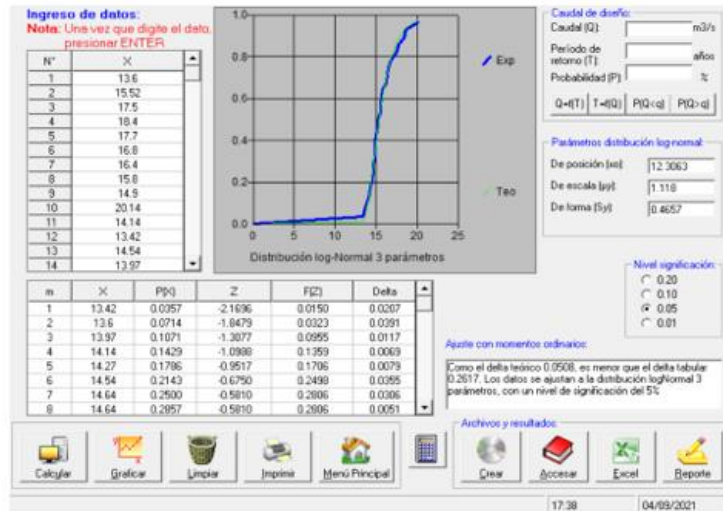 Ingreso de datos:
Nota: Una vez que digite el dato,
presionar ENTER
N° X
1 13.6
2 15.52
3 17.5
4 18.4
5 17.7
6 16.8
7 16.4
8 15.8
9 14.9
10 20.14
11 14.14
12 13.42
13 14.54
14 13.97
1.0
0.8
0.6
0.4
0.2
0.0
0 5 10 15 20 25
Exp
Teo
Distribución log-Normal 3 parámetros
Caudal de diseño:
Caudal (Q): m3/s
Período de
retorno (T): años
Probabilidad (P): %
Q=f(T) T=f(Q) P(Q<q) P(Q>q)
Parámetros distribución log-normal:
De posición (xo): 12.3063
De escala (μy): 1.118
De forma (Sy): 0.4657
Nivel significación:
0.20
0.10
0.05
0.01
m X P(X) Z F(Z) Delta
1 13.42 0.0357 -2.1696 0.0150 0.0207
2 13.6 0.0714 -1.8479 0.0323 0.0391
3 13.97 0.1071 -1.3077 0.0955 0.0117
4 14.14 0.1429 -1.0988 0.1359 0.0069
5 14.27 0.1786 -0.9517 0.1706 0.0079
6 14.54 0.2143 -0.6750 0.2498 0.0355
7 14.64 0.2500 -0.5810 0.2806 0.0306
8 14.64 0.2857 -0.5810 0.2806 0.0051
Ajuste con momentos ordinarios:
Como el delta teórico 0.0508, es menor que el delta tabular
0.2617. Los datos se ajustan a la distribución logNormal 3
parámetros, con un nivel de significación del 5%
Calcular Graficar Limpiar Imprimir Menú Principal
Archivos y resultados:
Crear Accesar Excel Reporte
17:38 04/09/2021